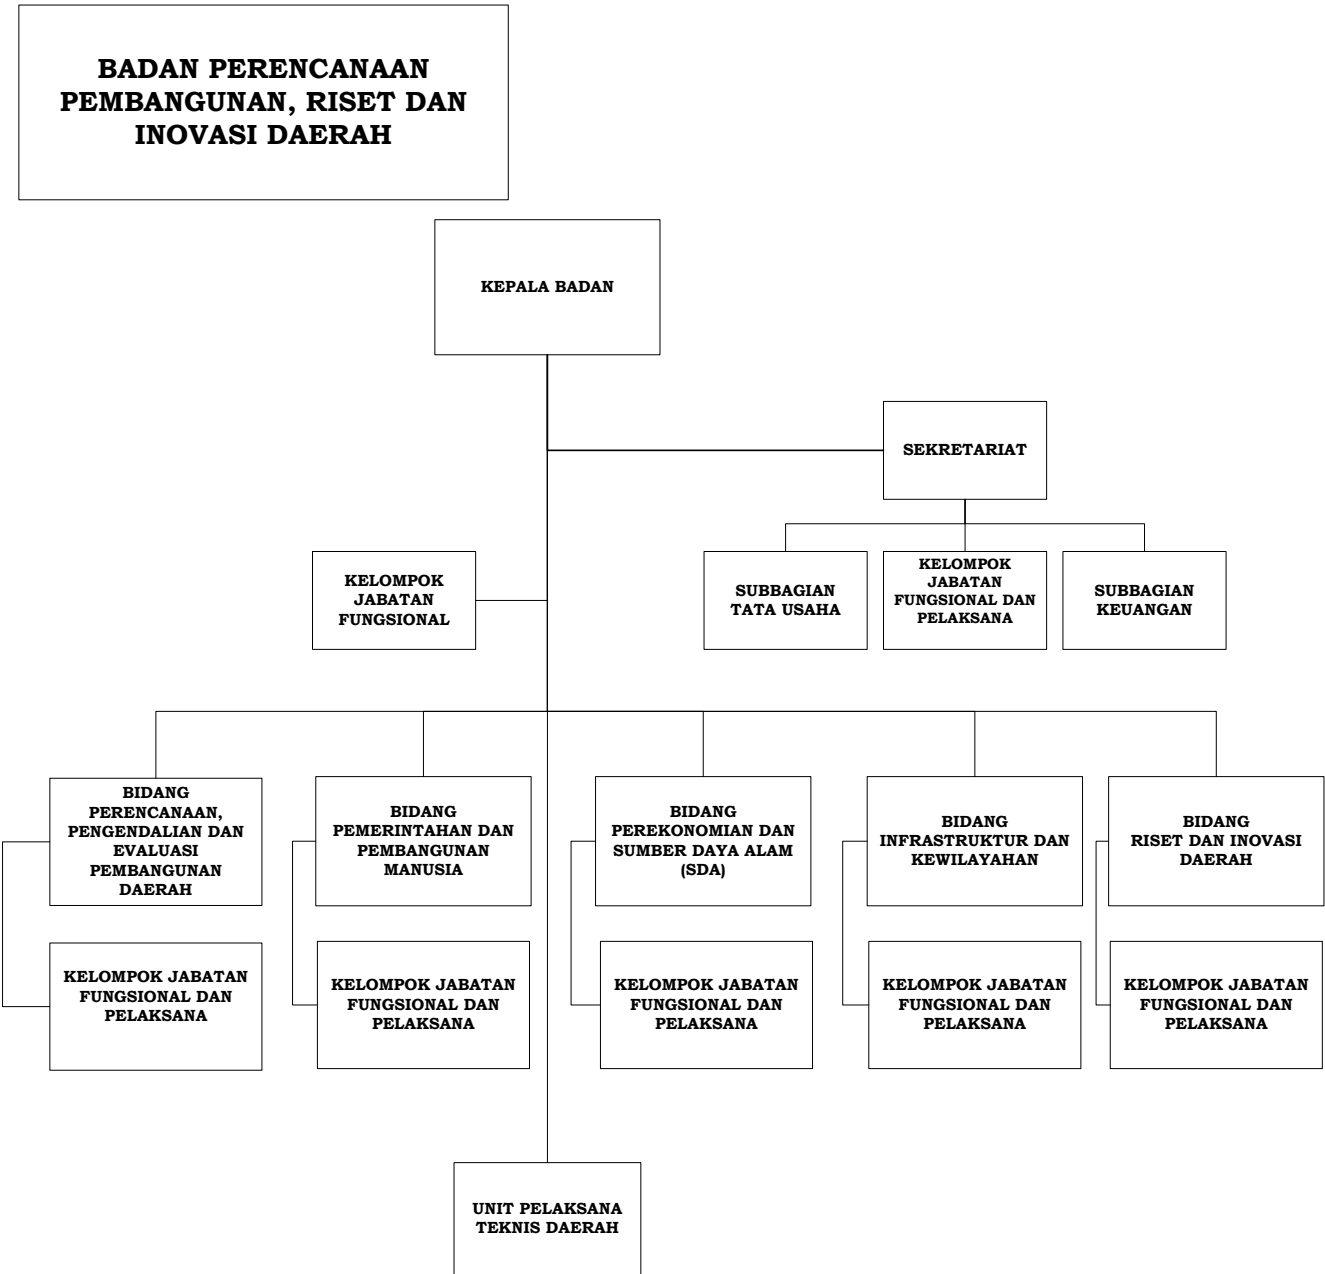 BADAN PERENCANAAN
PEMBANGUNAN, RISET DAN
INOVASI DAERAH
KEPALA BADAN
SEKRETARIAT
KELOMPOK
JABATAN
FUNGSIONAL
SUBBAGIAN
TATA USAHA
KELOMPOK
JABATAN
FUNGSIONAL DAN
PELAKSANA
SUBBAGIAN
KEUANGAN
BIDANG
PERENCANAAN,
PENGENDALIAN DAN
EVALUASI
PEMBANGUNAN
DAERAH
BIDANG
PEMERINTAHAN DAN
PEMBANGUNAN
MANUSIA
BIDANG
PEREKONOMIAN DAN
SUMBER DAYA ALAM
(SDA)
BIDANG
INFRASTRUKTUR DAN
KEWILAYAHAN
BIDANG
RISET DAN INOVASI
DAERAH
KELOMPOK JABATAN
FUNGSIONAL DAN
PELAKSANA
KELOMPOK JABATAN
FUNGSIONAL DAN
PELAKSANA
KELOMPOK JABATAN
FUNGSIONAL DAN
PELAKSANA
KELOMPOK JABATAN
FUNGSIONAL DAN
PELAKSANA
KELOMPOK JABATAN
FUNGSIONAL DAN
PELAKSANA
UNIT PELAKSANA
TEKNIS DAERAH